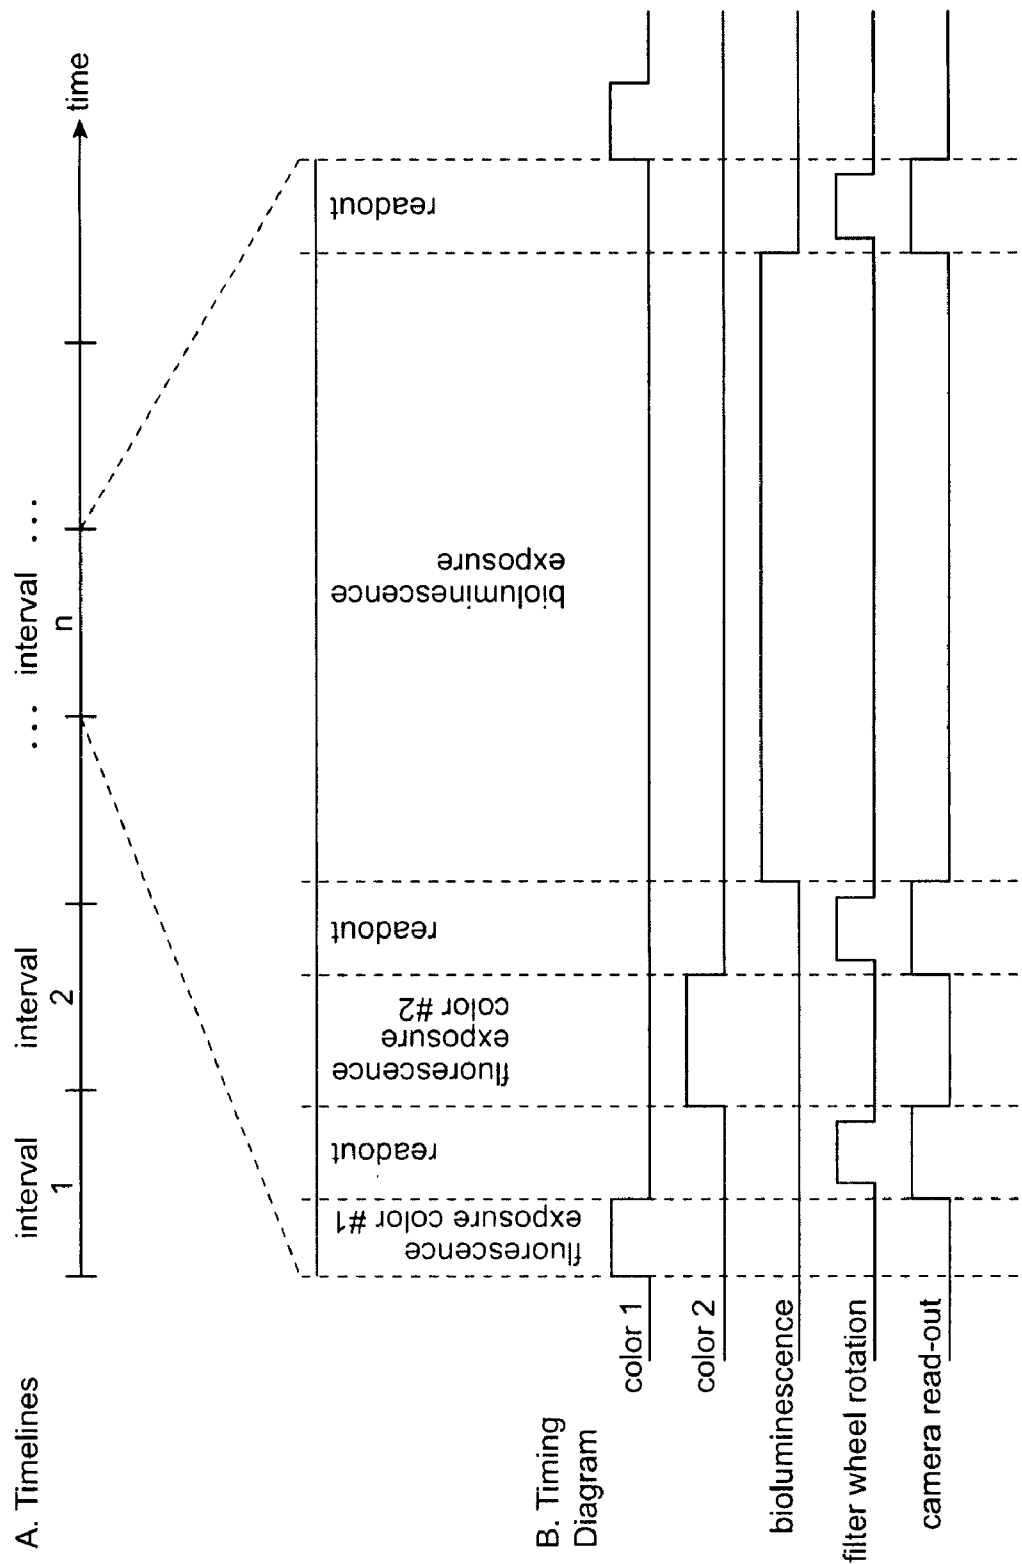 A. Timelines
interval
1
interval
2
... interval ...
n
time
fluorescence
exposure color #1
readout
fluorescence
exposure
color #2
readout
bioluminescence
exposure
readout
B. Timing
Diagram
color 1
color 2
bioluminescence
filter wheel rotation
camera read-out